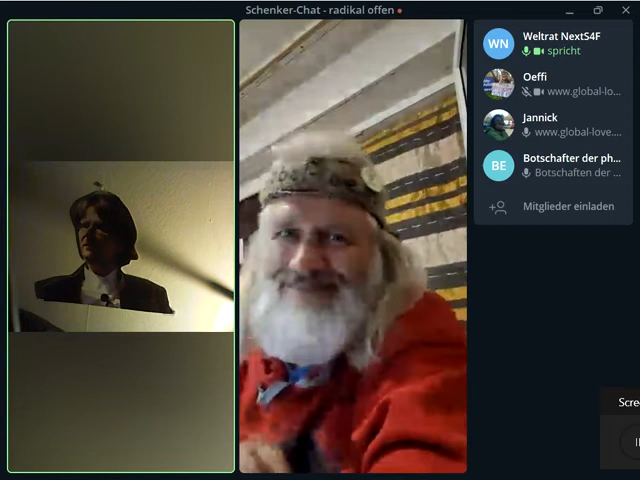 Schenker-Chat - radikal offen
WN
Weltrat NextS4F
spricht
Oeffi
www.global-lo...
Jannick
www.global-love....
BE
Botschafter der ph...
Botschaften der ...
Mitglieder einladen
Scre